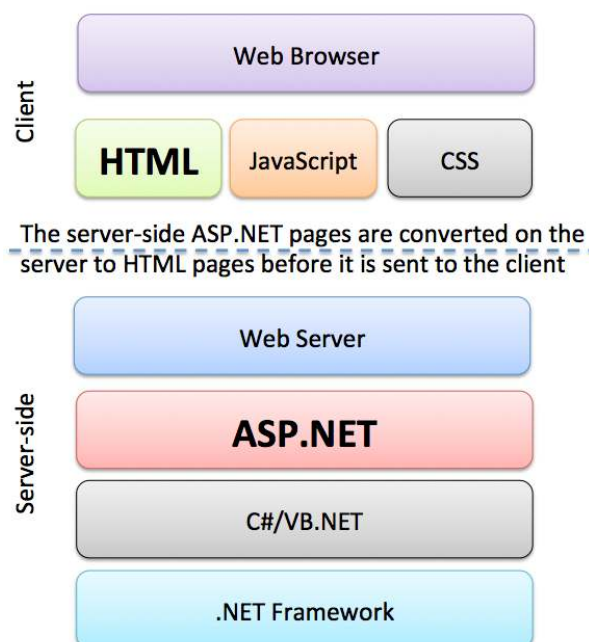 Client
Web Browser
HTML
JavaScript
CSS
The server-side ASP.NET pages are converted on the
server to HTML pages before it is sent to the client
Server-side
Web Server
ASP.NET
C#/VB.NET
.NET Framework